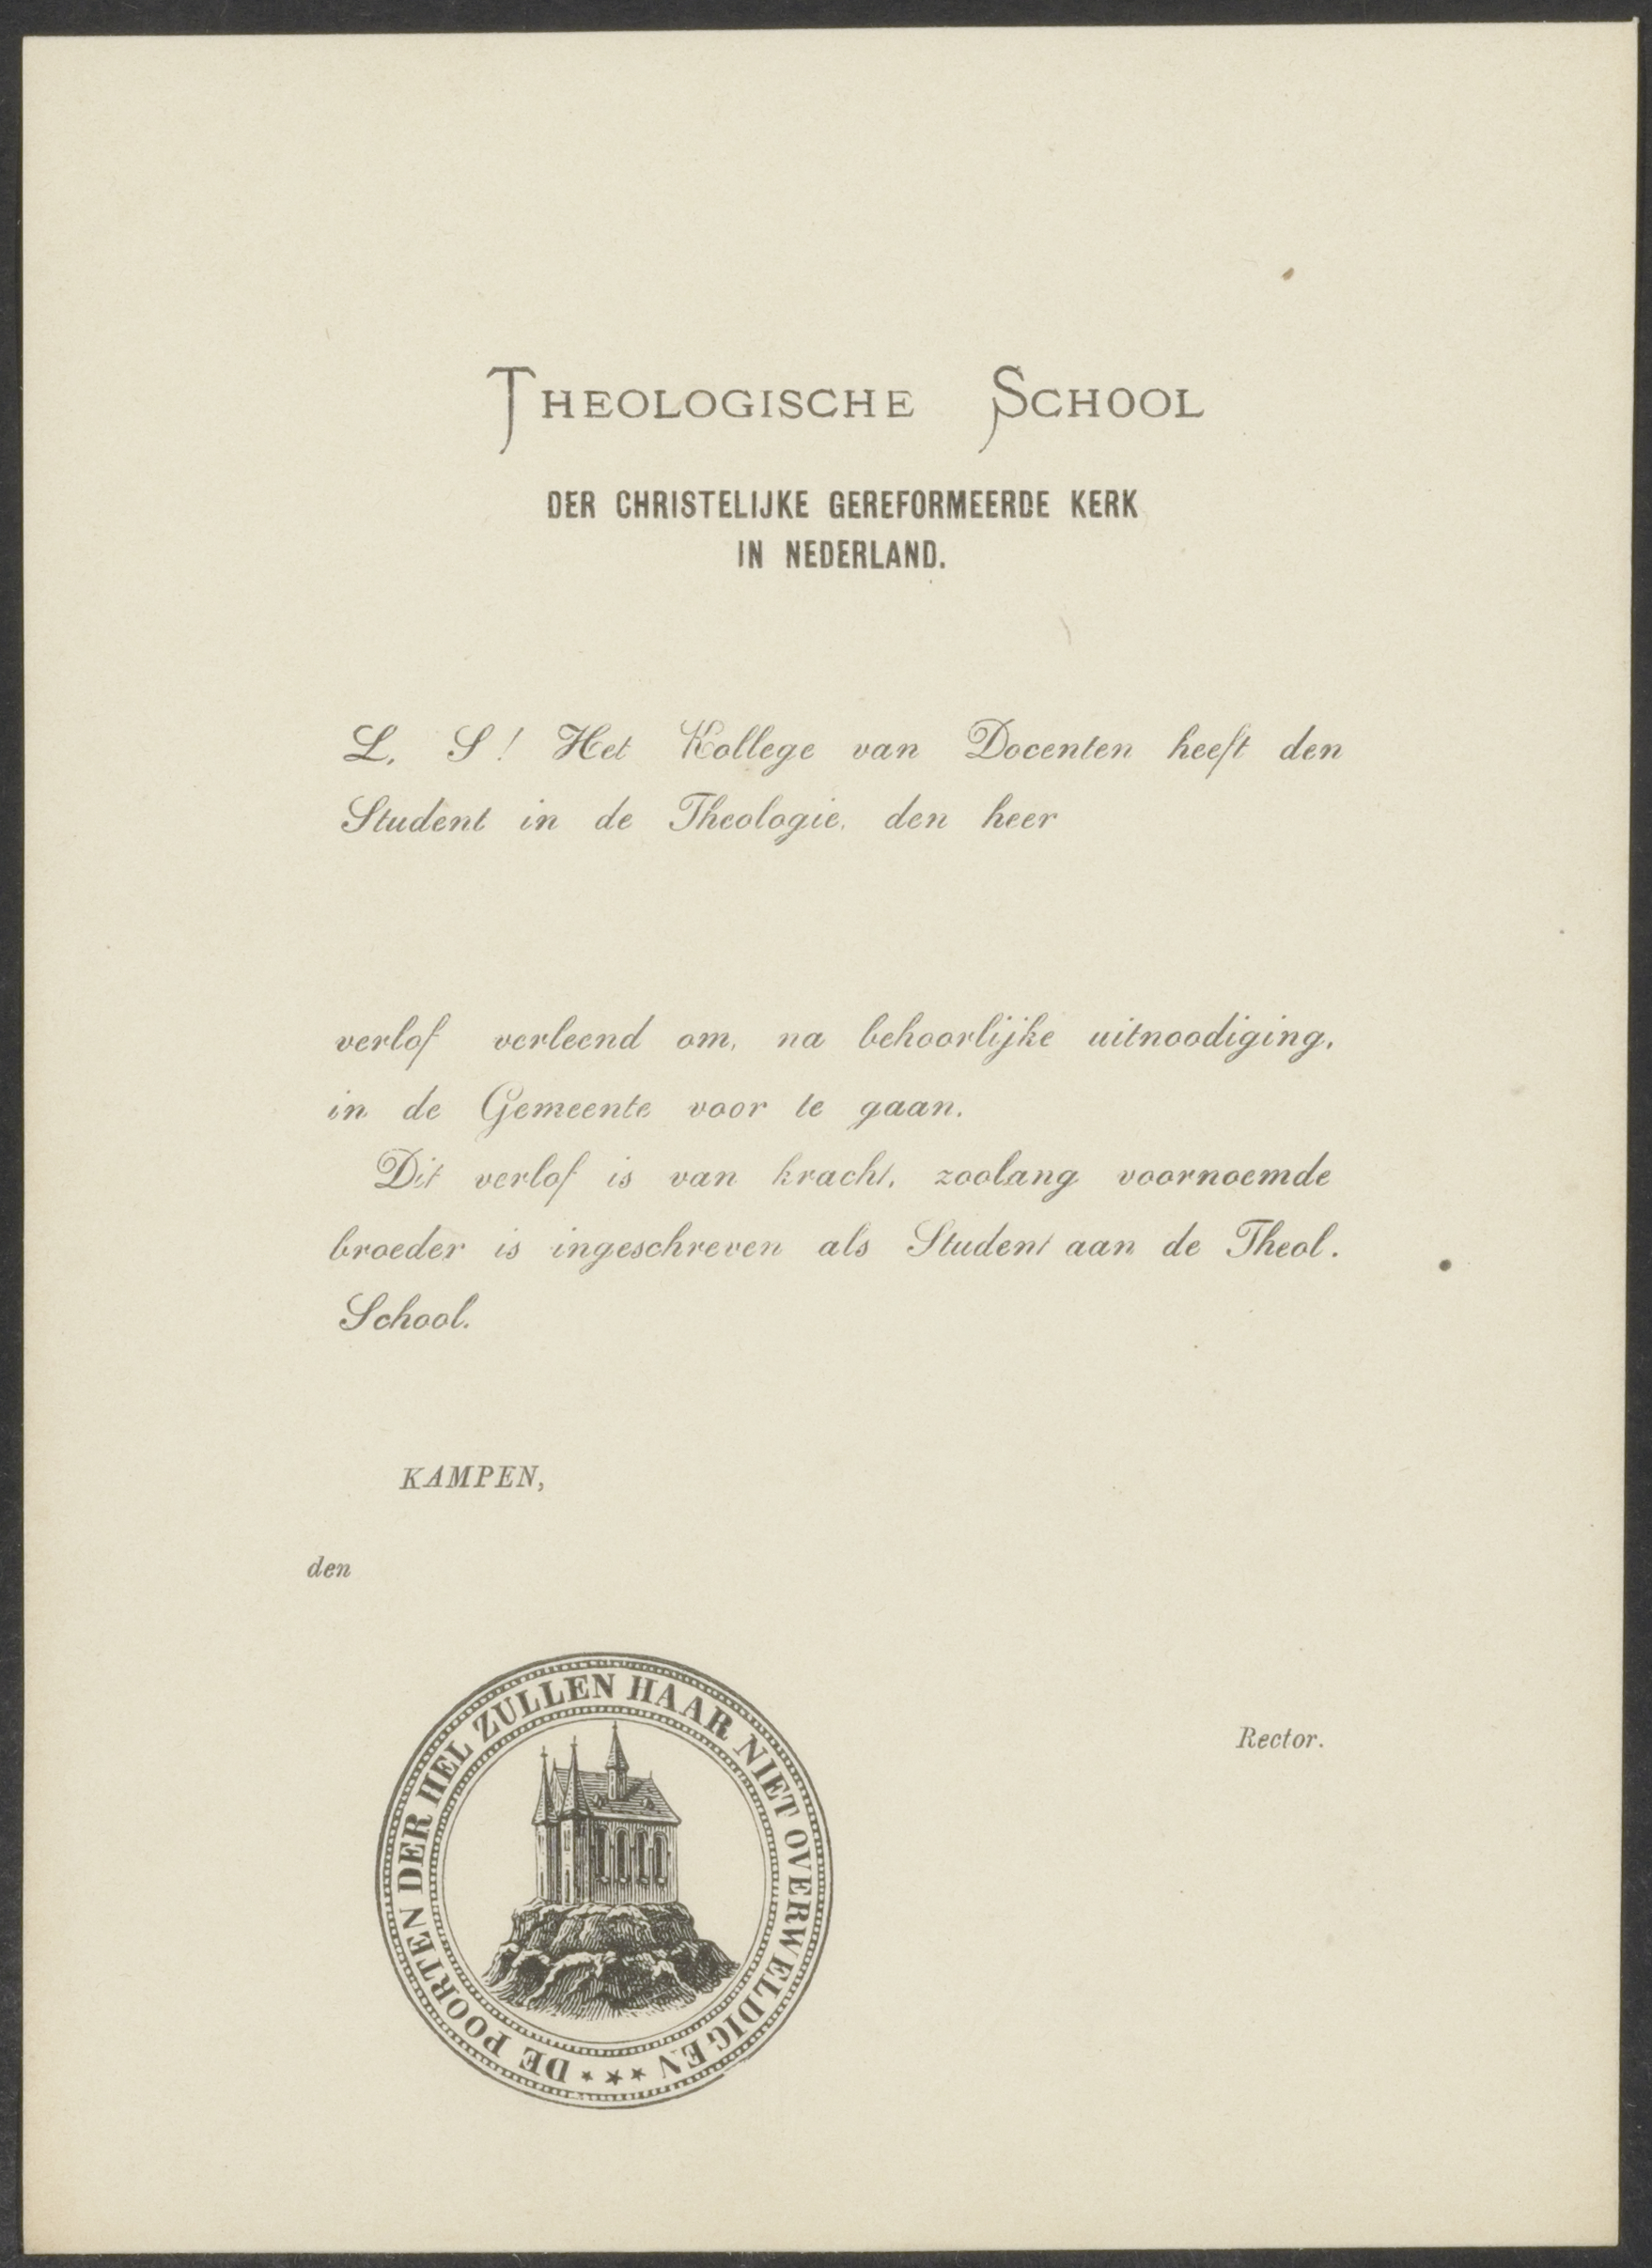 THEOLOGISCHE SCHOOL
DER CHRISTELIJKE GEREFORMEERDE KERK
IN NEDERLAND.
L. S! Het Kollege van Docenten heeft den
Student in de Theologie, den heer
verlof verleend om, na behoorlijke uitnoodiging,
in de Gemeente voor te gaan.
Dit verlof is van kracht, zoolang voornoemde
broeder is ingeschreven als Student aan de Theol.
School.
KAMPEN,
den
Rector.
DE POORTEN DER HEL ZULLEN HAAR NIET OVERWELDIGEN